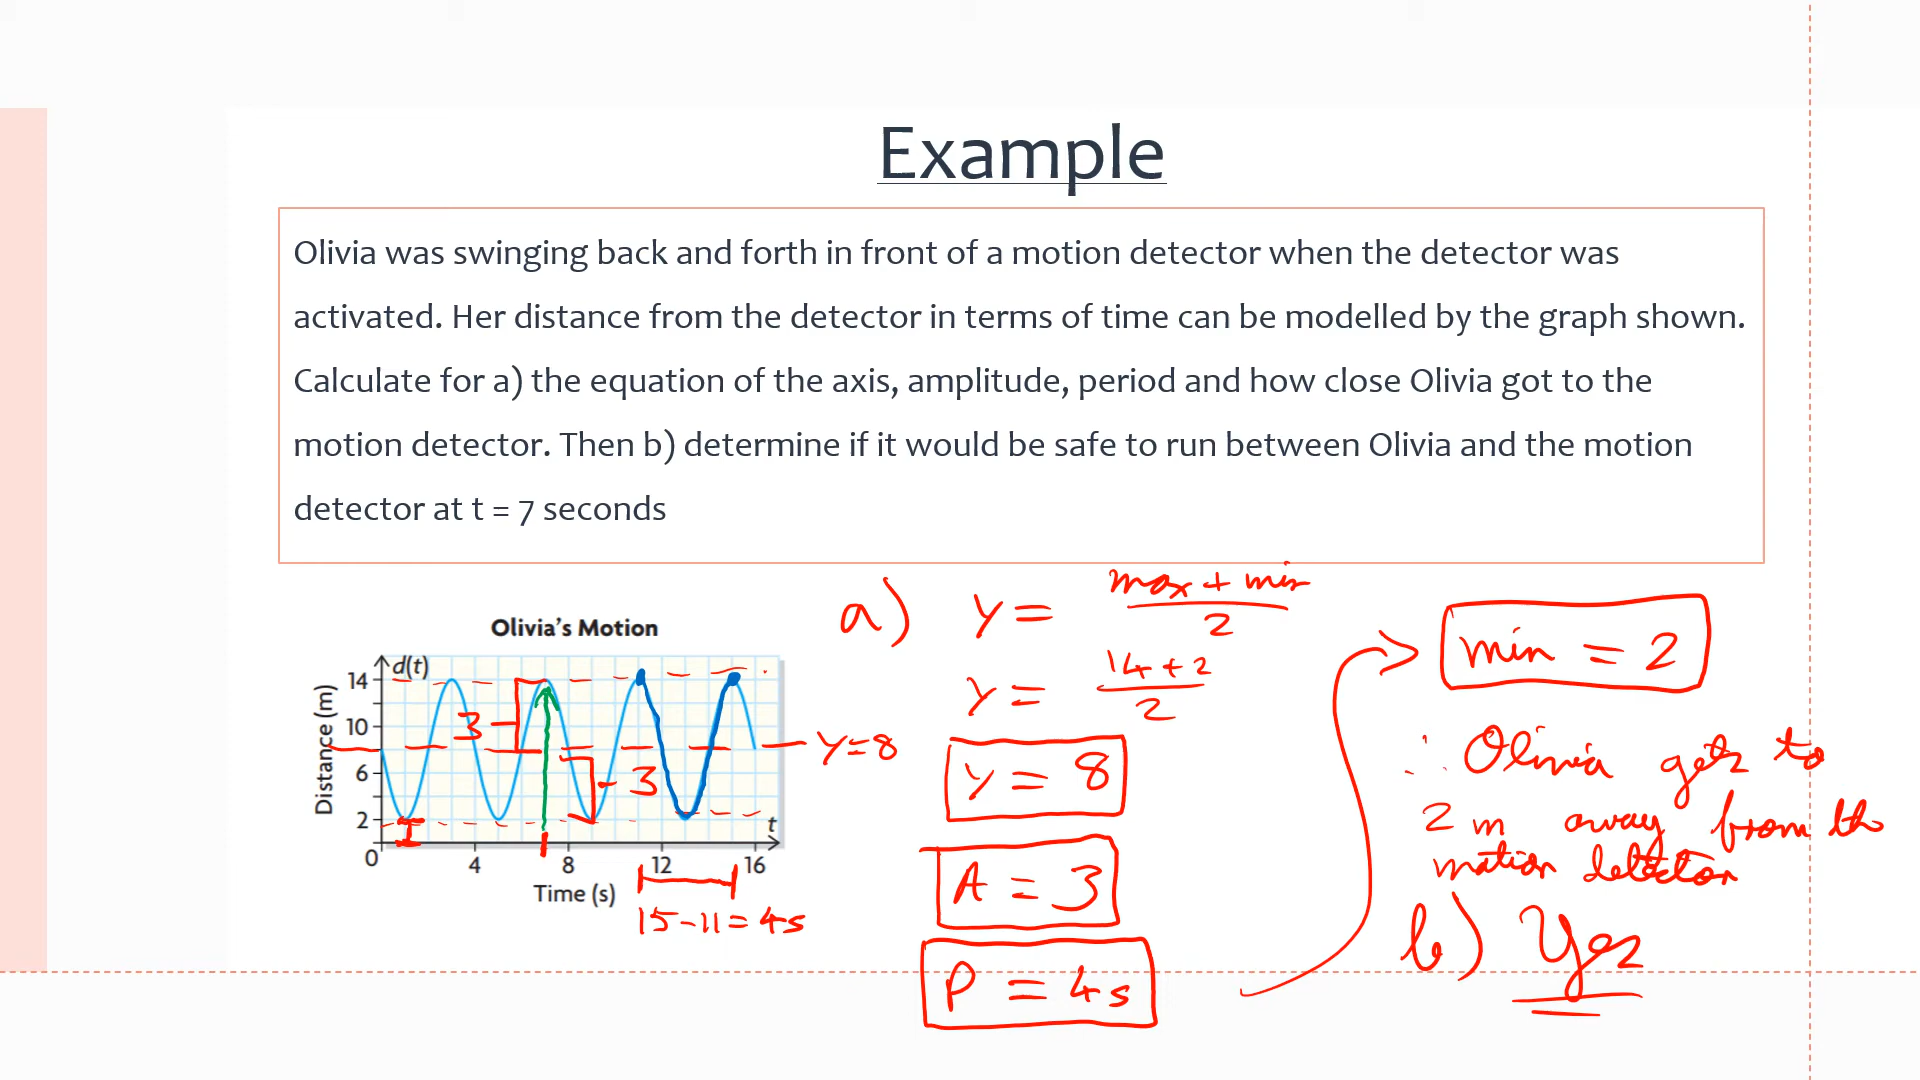 Example
Olivia was swinging back and forth in front of a motion detector when the detector was
activated. Her distance from the detector in terms of time can be modelled by the graph shown.
Calculate for a) the equation of the axis, amplitude, period and how close Olivia got to the
motion detector. Then b) determine if it would be safe to run between Olivia and the motion
detector at t = 7 seconds
Olivia's Motion
d(t)
Distance (m)
14
10
6
2
0
4
8
12
16
t
Time (s)
3
3
y=8
15-11=4s
a)
y = max + min
2
y = 14+2
2
y = 8
A = 3
P = 4s
min = 2
∴ Olivia gets to
2 m away from the
motion detector
b) Yes